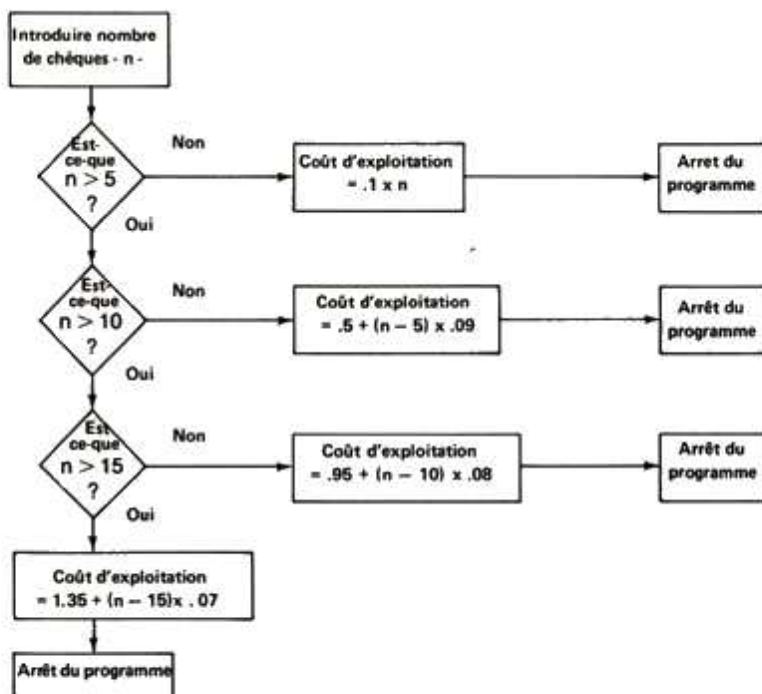 Introduire nombre
de chéques - n -
Est-
ce-que
n > 5
?
Non
Coût d'exploitation
= .1 x n
Arret du
programme
Oui
Est-
ce-que
n > 10
?
Non
Coût d'exploitation
= .5 + (n – 5) x .09
Arrêt du
programme
Oui
Est
ce-que
n > 15
?
Non
Coût d'exploitation
= .95 + (n – 10) x .08
Arrêt du
programme
Oui
Coût d'exploitation
= 1.35 + (n – 15)x .07
Arrêt du programme